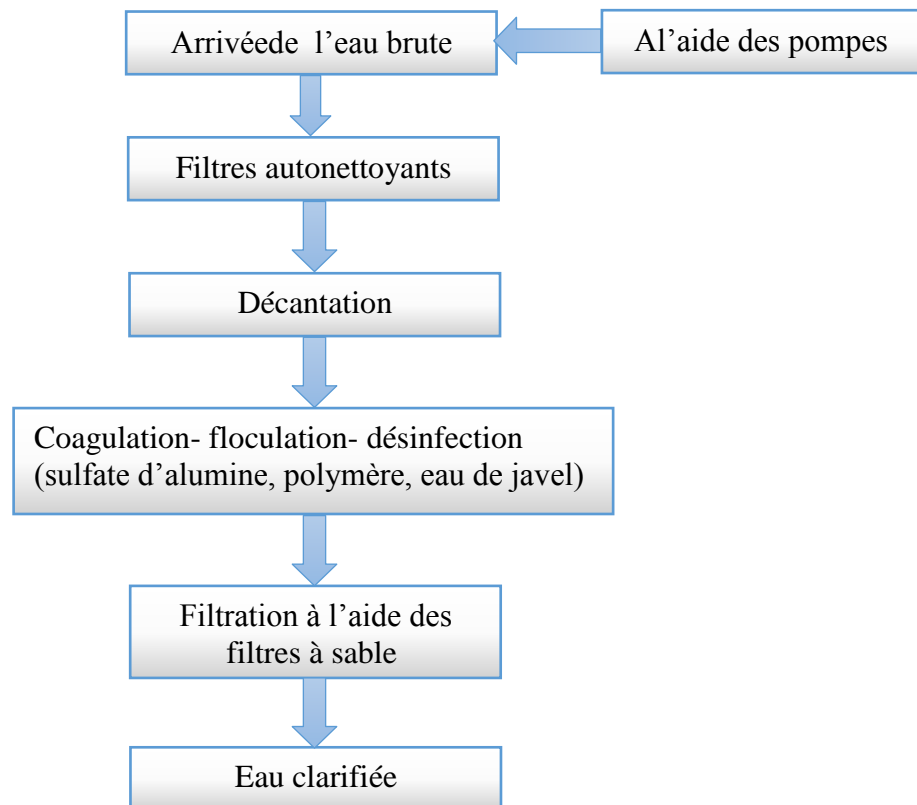 Arrivéede l’eau brute
Al’aide des pompes
Filtres autonettoyants
Décantation
Coagulation- floculation- désinfection
(sulfate d’alumine, polymère, eau de javel)
Filtration à l’aide des
filtres à sable
Eau clarifiée